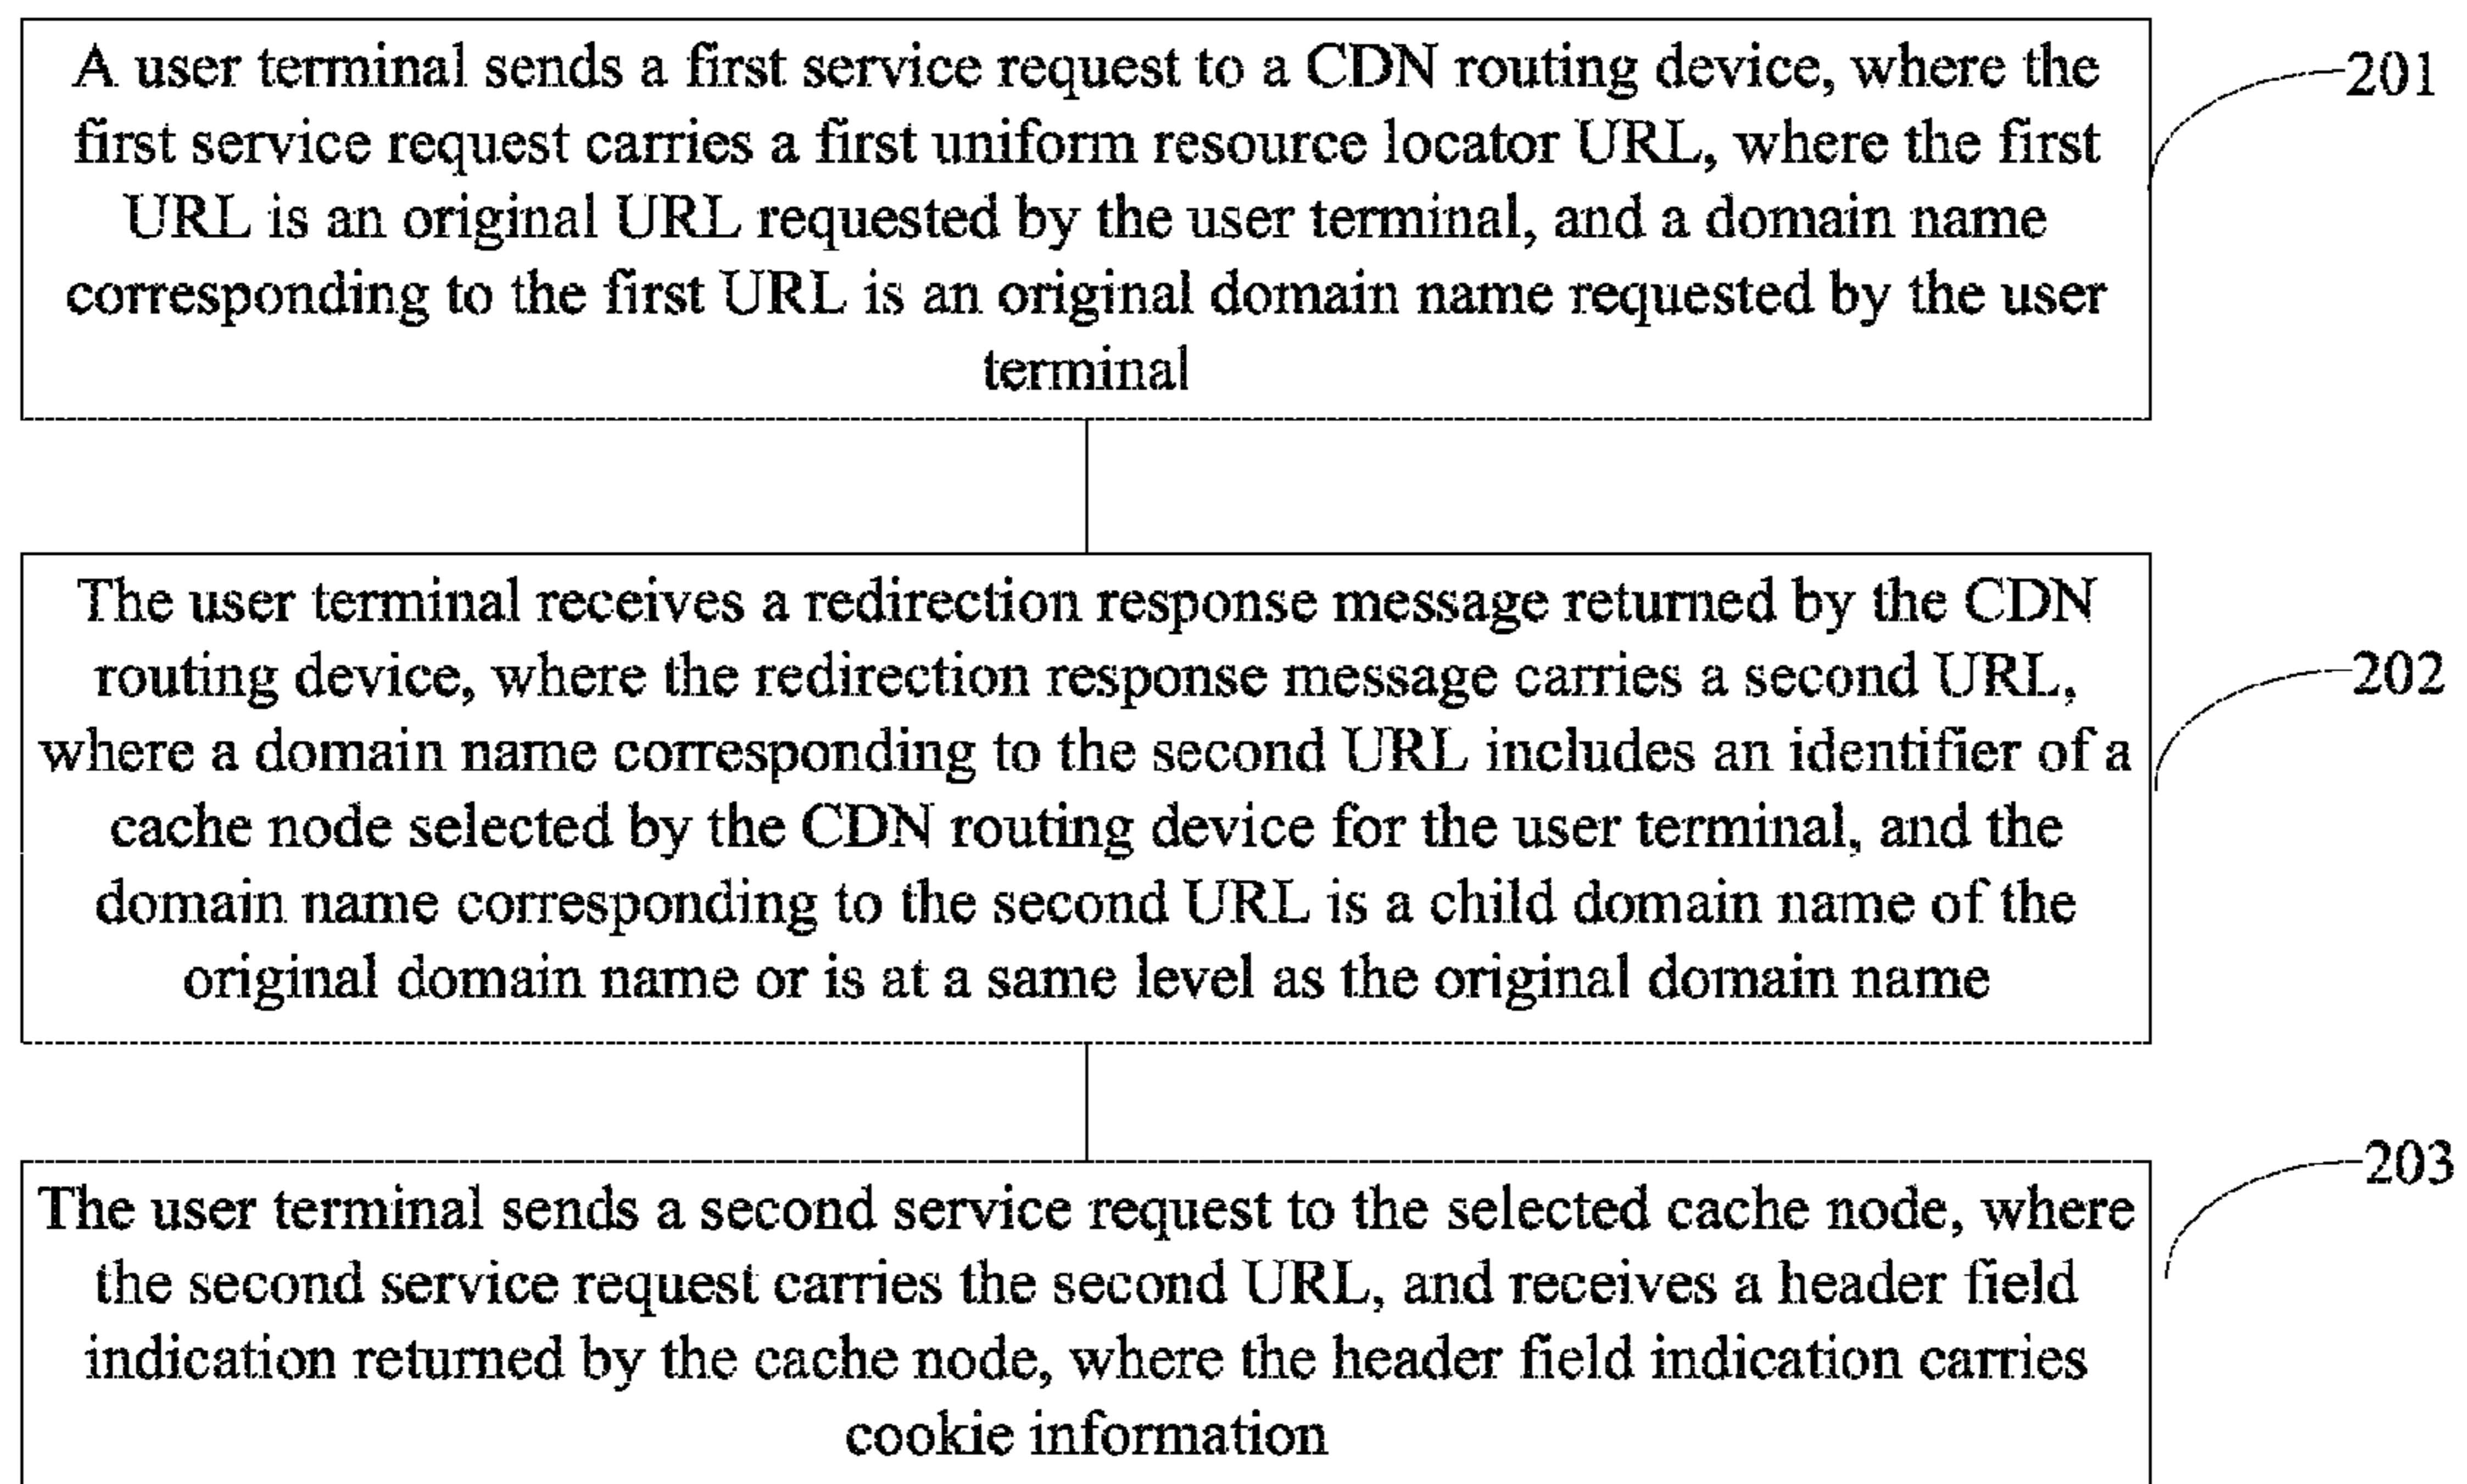 A user terminal sends a first service request to a CDN routing device, where the
first service request carries a first uniform resource locator URL, where the first
URL is an original URL requested by the user terminal, and a domain name
corresponding to the first URL is an original domain name requested by the user
terminal
201
The user terminal receives a redirection response message returned by the CDN
routing device, where the redirection response message carries a second URL,
where a domain name corresponding to the second URL includes an identifier of a
cache node selected by the CDN routing device for the user terminal, and the
domain name corresponding to the second URL is a child domain name of the
original domain name or is at a same level as the original domain name
202
The user terminal sends a second service request to the selected cache node, where
the second service request carries the second URL, and receives a header field
indication returned by the cache node, where the header field indication carries
cookie information
203